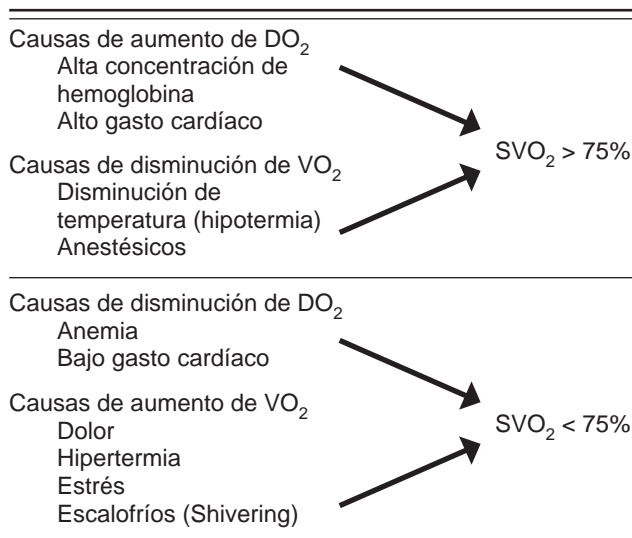 Causas de aumento de DO2
Alta concentración de
hemoglobina
Alto gasto cardíaco
Causas de disminución de VO2
Disminución de
temperatura (hipotermia)
Anestésicos
SVO2 > 75%
Causas de disminución de DO2
Anemia
Bajo gasto cardíaco
Causas de aumento de VO2
Dolor
Hipertermia
Estrés
Escalofríos (Shivering)
SVO2 < 75%